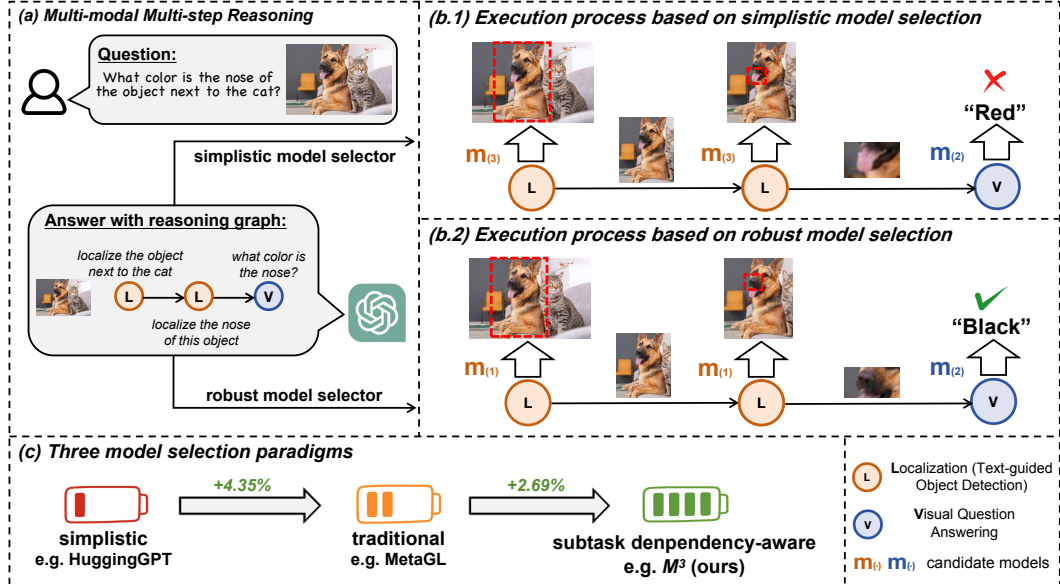 (a) Multi-modal Multi-step Reasoning
Question:
What color is the nose of
the object next to the cat?
simplistic model selector
Answer with reasoning graph:
localize the object
next to the cat
what color is
the nose?
L
L
V
localize the nose
of this object
robust model selector
(b.1) Execution process based on simplistic model selection
m(3)
L
m(3)
L
"Red"
m(2)
V
(b.2) Execution process based on robust model selection
m(1)
L
m(1)
L
"Black"
m(2)
V
(c) Three model selection paradigms
+4.35%
+2.69%
simplistic
e.g. HuggingGPT
traditional
e.g. MetaGL
subtask denpendency-aware
e.g. M³ (ours)
L
Localization (Text-guided
Object Detection)
V
Visual Question
Answering
m(·) m(·) candidate models